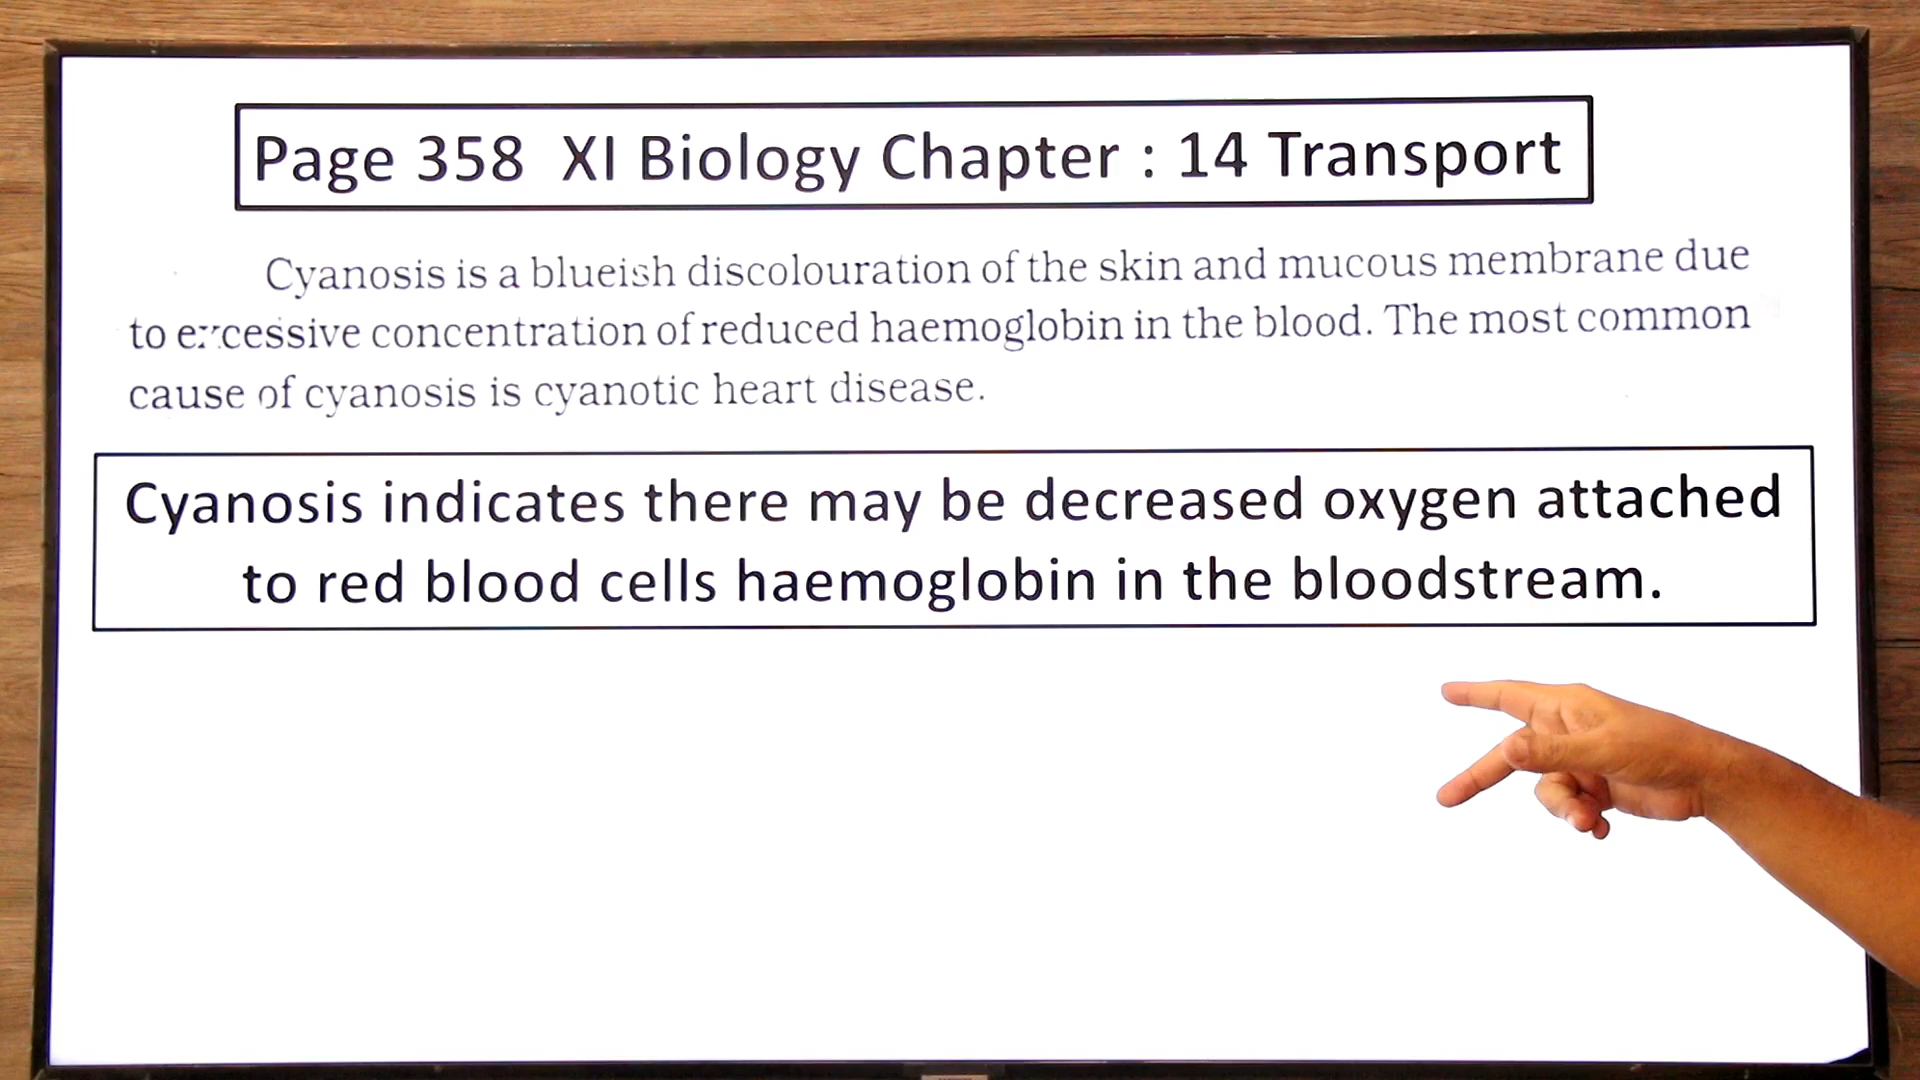 Page 358 XI Biology Chapter : 14 Transport
Cyanosis is a blueish discolouration of the skin and mucous membrane due
to excessive concentration of reduced haemoglobin in the blood. The most common
cause of cyanosis is cyanotic heart disease.
Cyanosis indicates there may be decreased oxygen attached
to red blood cells haemoglobin in the bloodstream.